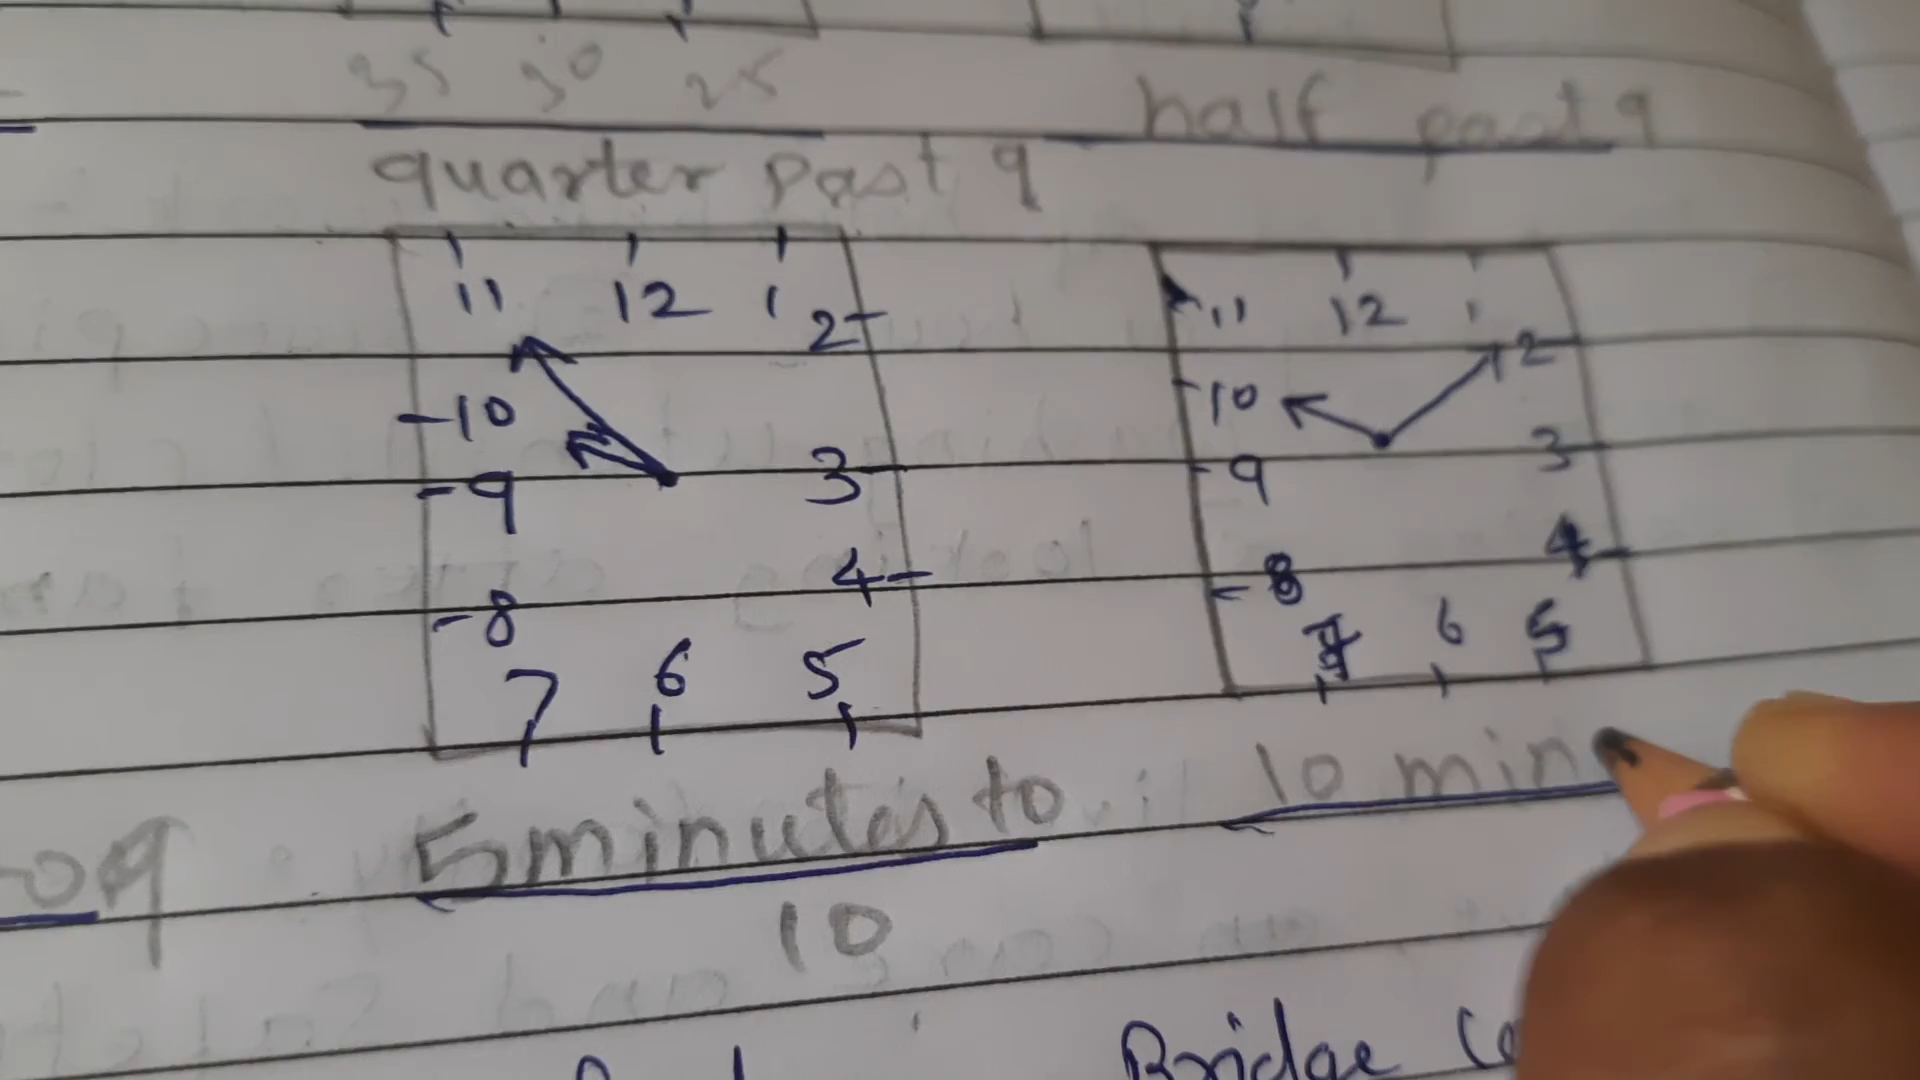 35 30 25
half past 9
quarter past 9
11 12 1 2
10
9 3
8 4
7 6 5
11 12 1 2
10
9 3
8 4
7 6 5
09
5 minutes to
10
10 min
Bridge